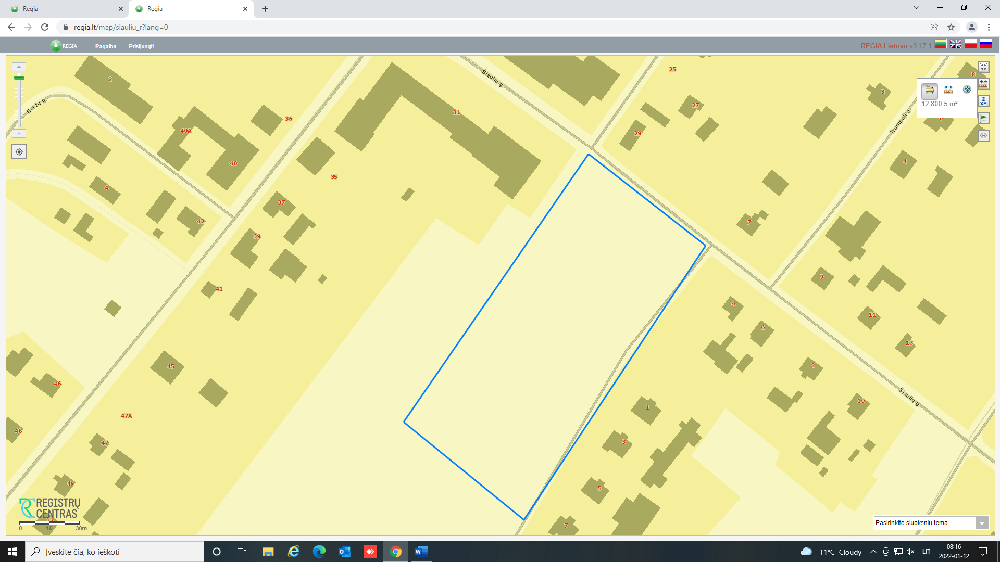 Regia
Regia
regia.lt/map/siauliu_r?lang=0
REGIA
Pagalba
Prisijungti
REGIA Lietuva v3.17.1
12,800.5 m²
XY
Beržų g.
Šiaulių g.
Trumpoji g.
Šiaulių g.
2
36
40A
40
31
35
25
27
29
3
8
6
4
4
37
42
39
41
7
9
11
13
4
6
8
10
45
46
47A
48
47
49
51
1
3
5
7
REGISTRŲ
CENTRAS
0 15 30m
Pasirinkite sluoksnių temą
Įveskite čia, ko ieškoti
-11°C Cloudy
LIT
08:16
2022-01-12